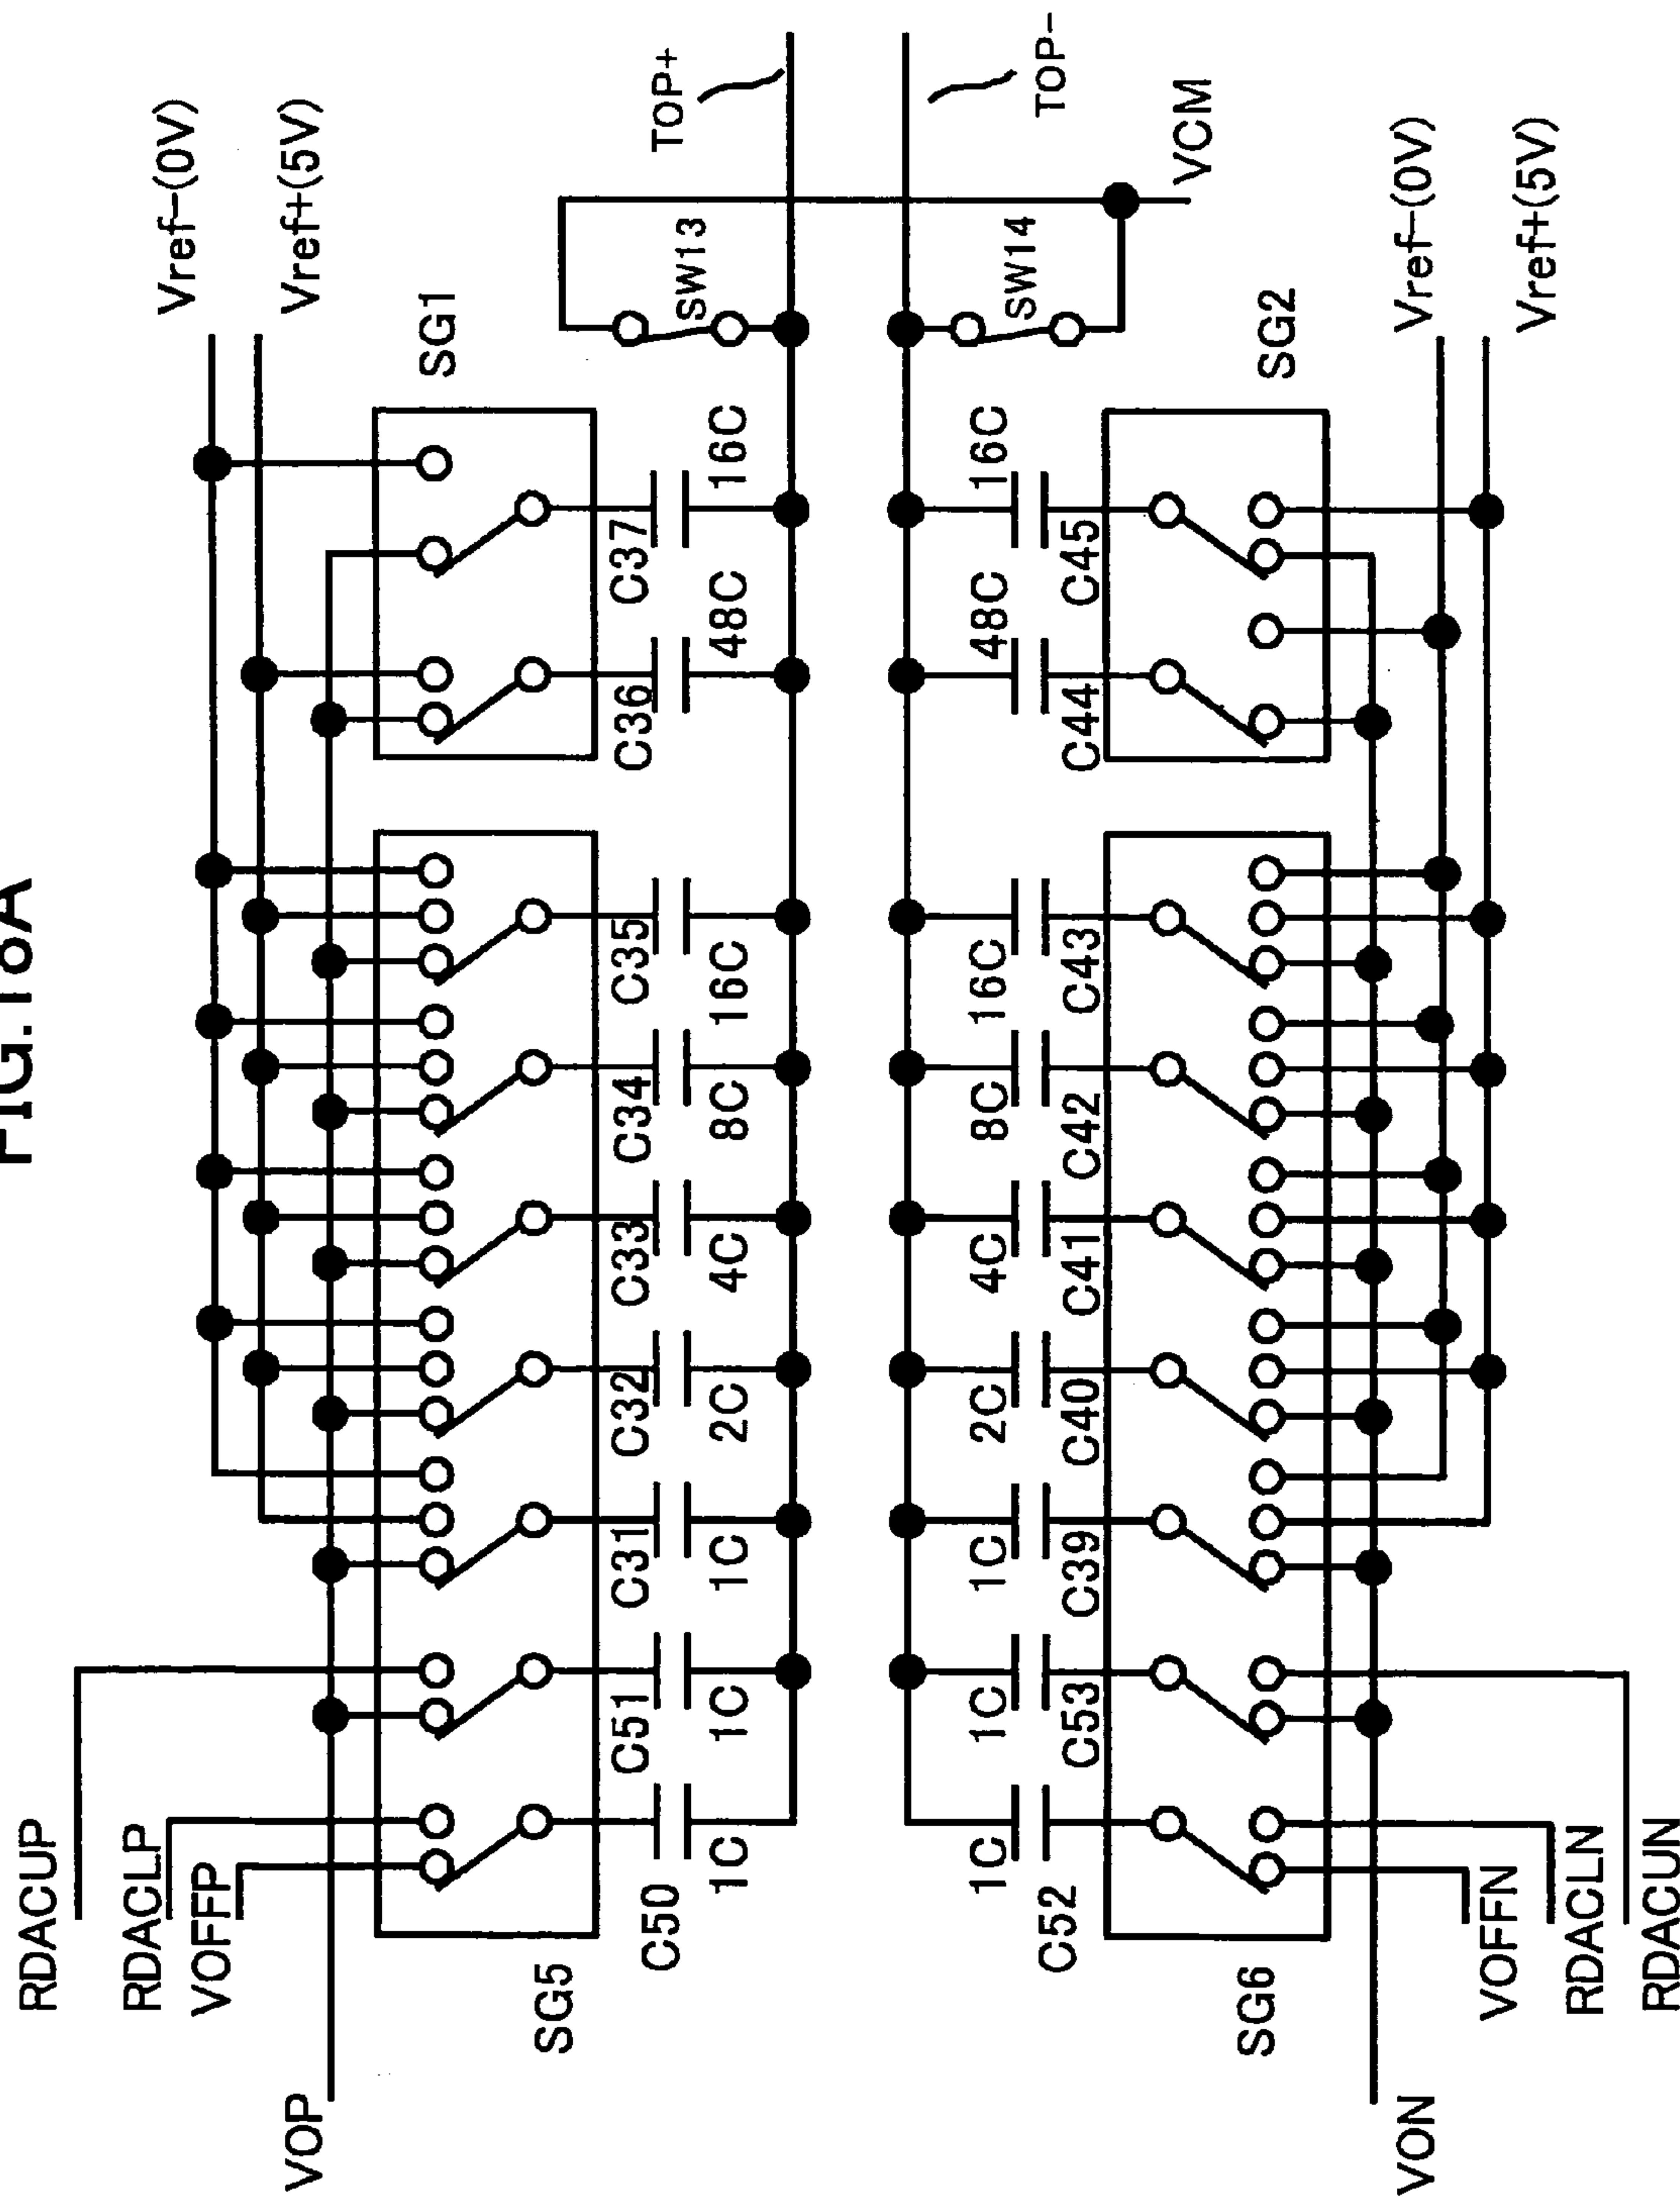 FIG.18A
RDACUP
RDACLP
VOFFP
VOP
Vref-(0V)
Vref+(5V)
SG5
SG1
C50
C51
C31
C32
C33
C34
C35
C36
C37
1C
1C
1C
2C
4C
8C
16C
48C
16C
SW13
TOP+
TOP-
1C
1C
1C
2C
4C
8C
16C
48C
16C
C52
C53
C39
C40
C41
C42
C43
C44
C45
SW14
VCM
SG6
SG2
VON
VOFFN
RDACLN
RDACUN
Vref-(0V)
Vref+(5V)